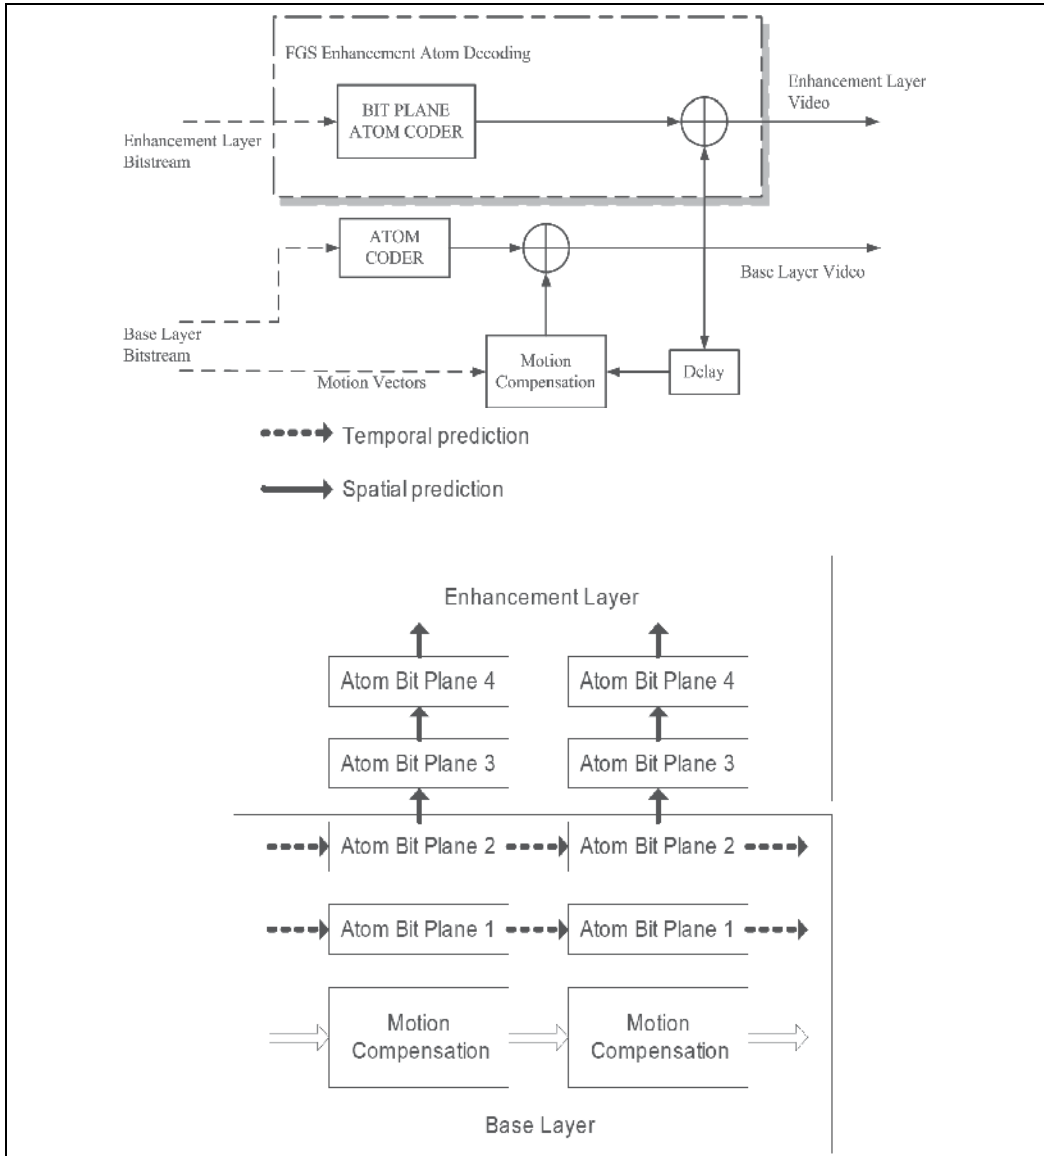 FGS Enhancement Atom Decoding
Enhancement Layer
Video
BIT PLANE
ATOM CODER
Enhancement Layer
Bitstream
ATOM
CODER
Base Layer Video
Base Layer
Bitstream
Motion
Compensation
Delay
Motion Vectors
Temporal prediction
Spatial prediction
Enhancement Layer
Atom Bit Plane 4
Atom Bit Plane 4
Atom Bit Plane 3
Atom Bit Plane 3
Atom Bit Plane 2
Atom Bit Plane 2
Atom Bit Plane 1
Atom Bit Plane 1
Motion
Compensation
Motion
Compensation
Base Layer